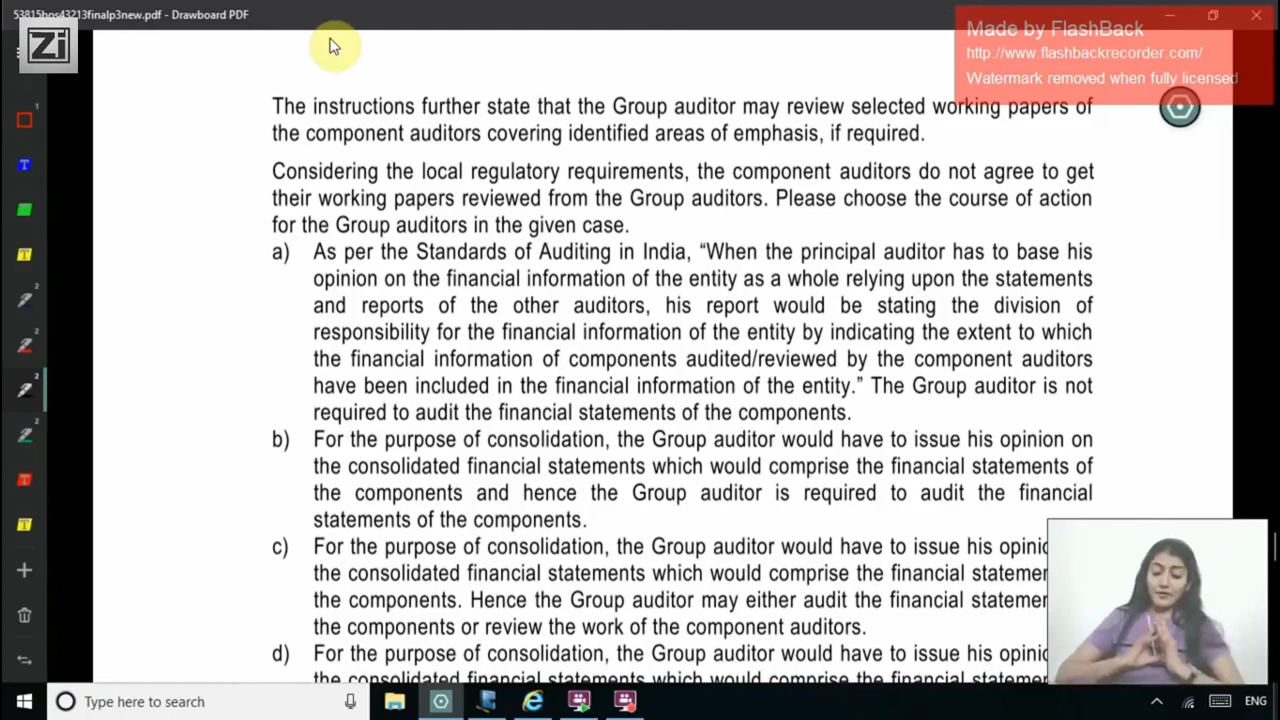 53815bos43213finalp3new.pdf - Drawboard PDF
Zi
Made by FlashBack
http://www.flashbackrecorder.com/
Watermark removed when fully licensed
The instructions further state that the Group auditor may review selected working papers of
the component auditors covering identified areas of emphasis, if required.
Considering the local regulatory requirements, the component auditors do not agree to get
their working papers reviewed from the Group auditors. Please choose the course of action
for the Group auditors in the given case.
a) As per the Standards of Auditing in India, “When the principal auditor has to base his
opinion on the financial information of the entity as a whole relying upon the statements
and reports of the other auditors, his report would be stating the division of
responsibility for the financial information of the entity by indicating the extent to which
the financial information of components audited/reviewed by the component auditors
have been included in the financial information of the entity.” The Group auditor is not
required to audit the financial statements of the components.
b) For the purpose of consolidation, the Group auditor would have to issue his opinion on
the consolidated financial statements which would comprise the financial statements of
the components and hence the Group auditor is required to audit the financial
statements of the components.
c) For the purpose of consolidation, the Group auditor would have to issue his opinio
the consolidated financial statements which would comprise the financial statemer
the components. Hence the Group auditor may either audit the financial statemer
the components or review the work of the component auditors.
d) For the purpose of consolidation, the Group auditor would have to issue his opinio
the consolidated financial statements which would comprise the financial statemer
Type here to search
ENG